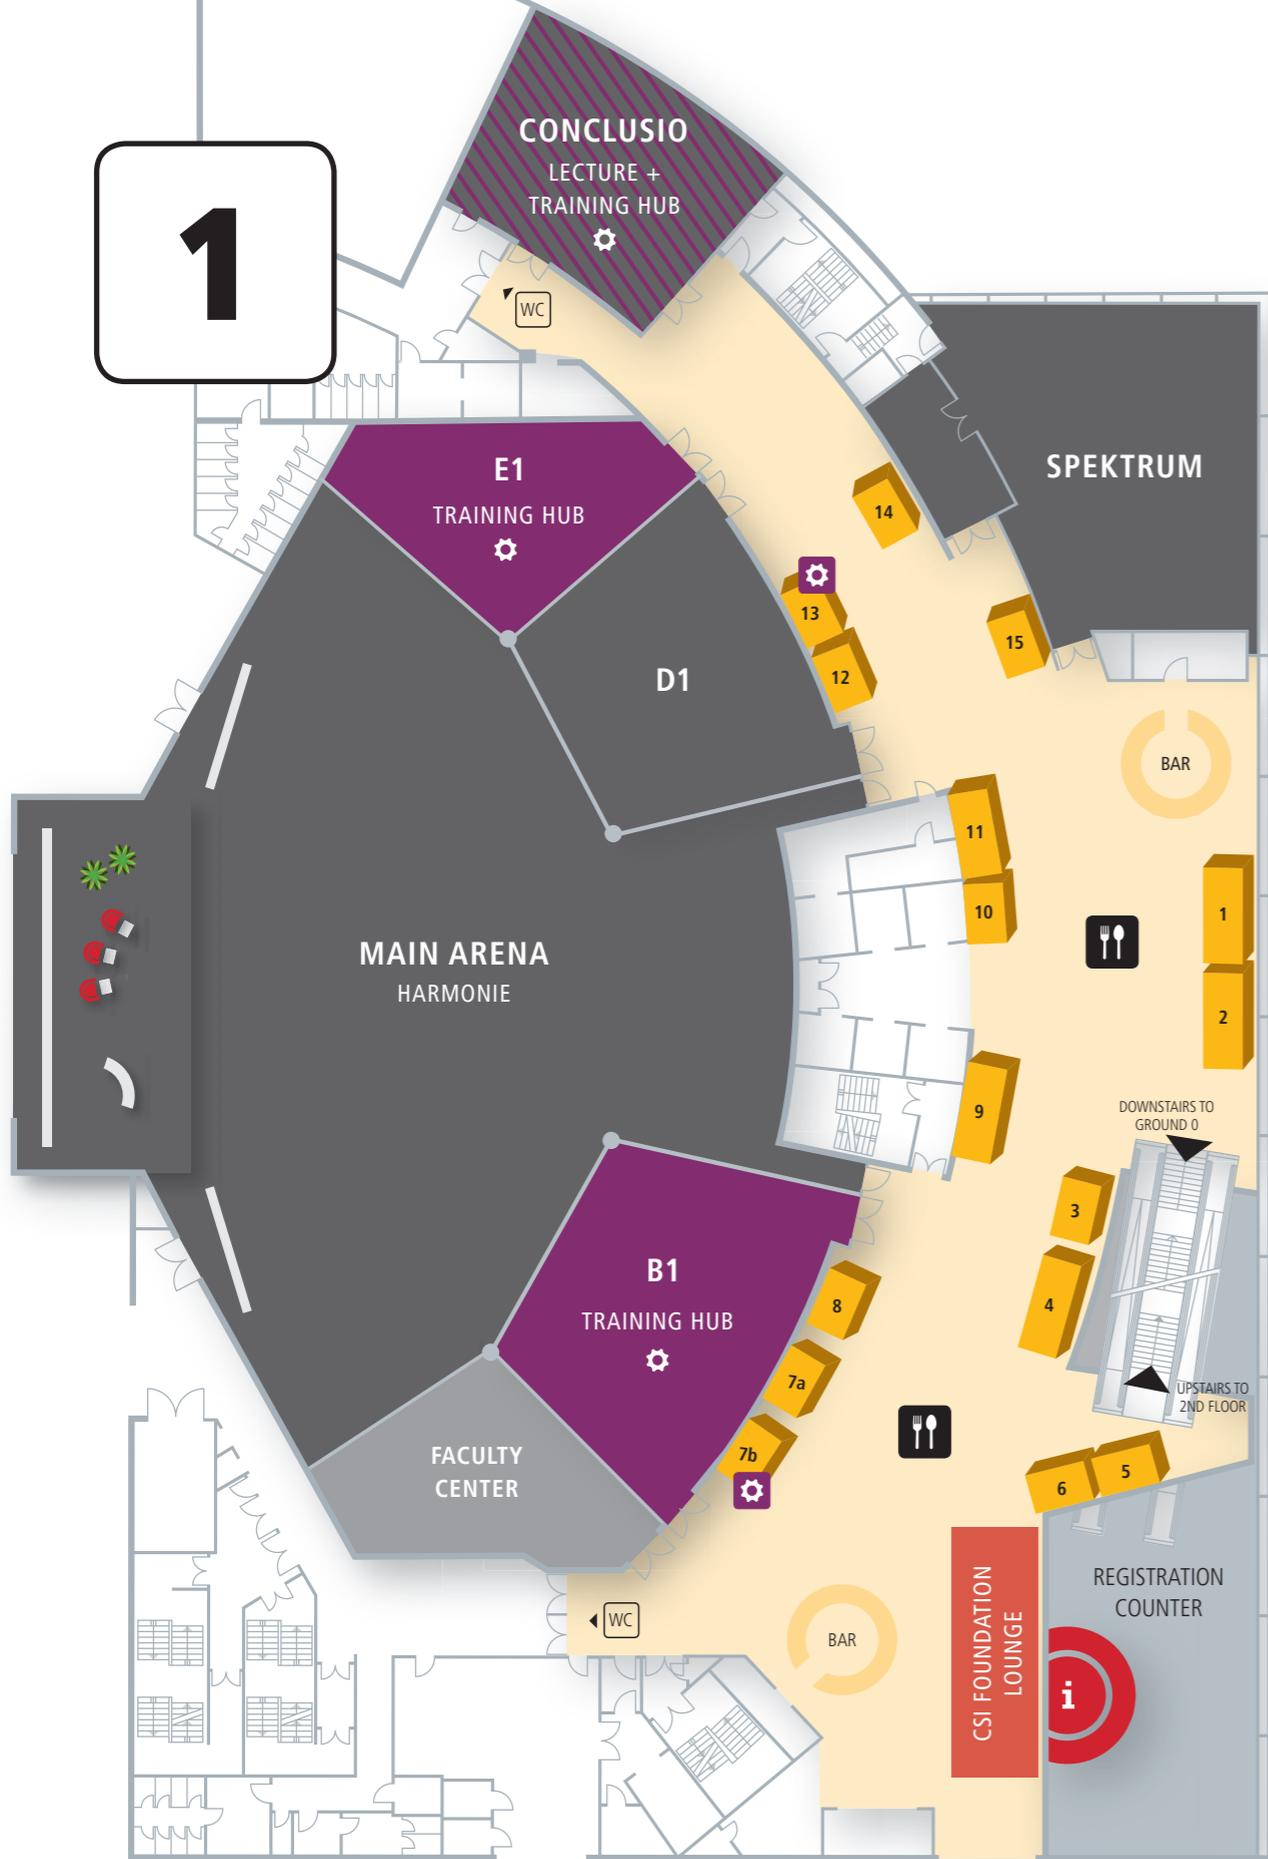 1
CONCLUSIO
LECTURE +
TRAINING HUB
WC
E1
TRAINING HUB
SPEKTRUM
14
13
12
15
D1
BAR
11
10
1
2
MAIN ARENA
HARMONIE
9
DOWNSTAIRS TO
GROUND 0
3
4
B1
TRAINING HUB
8
7a
7b
UPSTAIRS TO
2ND FLOOR
5
6
FACULTY
CENTER
REGISTRATION
COUNTER
CSI FOUNDATION
LOUNGE
WC
BAR
i